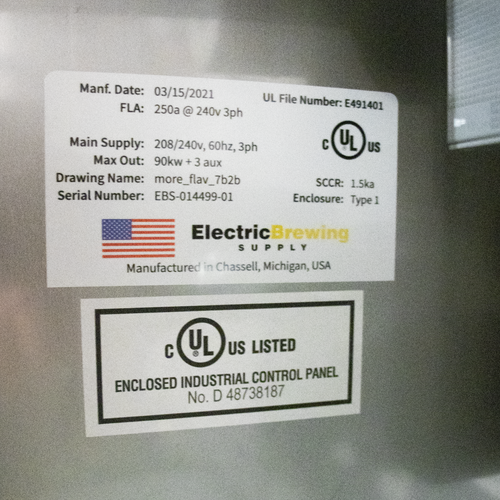 Manf. Date: 03/15/2021
FLA: 250a @ 240v 3ph
UL File Number: E491401
Main Supply: 208/240v, 60hz, 3ph
Max Out: 90kw + 3 aux
Drawing Name: more_flav_7b2b
Serial Number: EBS-014499-01
C UL US
SCCR: 1.5ka
Enclosure: Type 1
ElectricBrewing
SUPPLY
Manufactured in Chassell, Michigan, USA
C UL® US LISTED
ENCLOSED INDUSTRIAL CONTROL PANEL
No. D 48738187